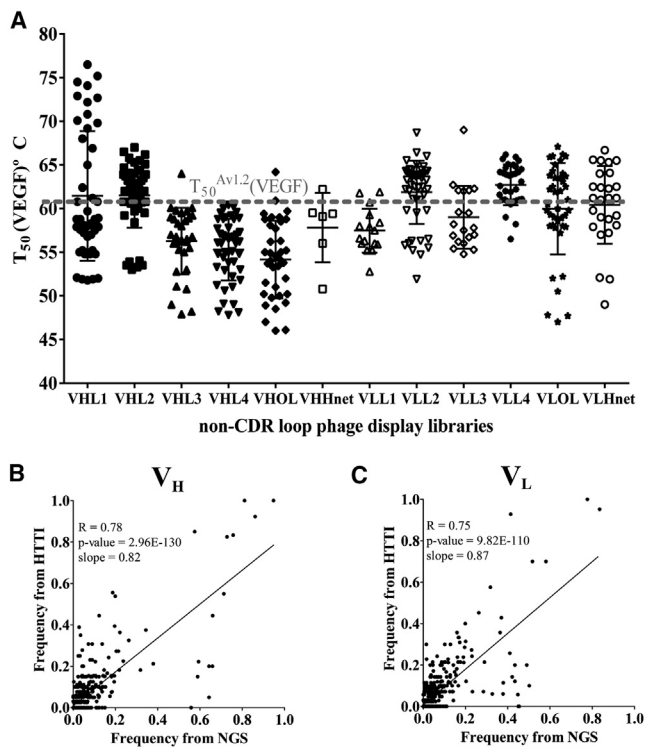 A
80
75
70
65
60
55
50
45
40
T50 (VEGF)º C
T50 Av1.2 (VEGF)
VHL1 VHL2 VHL3 VHL4 VHOL VHHnet VLL1 VLL2 VLL3 VLL4 VLOL VLHnet
non-CDR loop phage display libraries
B
VH
R = 0.78
p-value = 2.96E-130
slope = 0.82
Frequency from HTTI
1.0
0.8
0.6
0.4
0.2
0.0
0.0 0.2 0.4 0.6 0.8 1.0
Frequency from NGS
C
VL
R = 0.75
p-value = 9.82E-110
slope = 0.87
Frequency from HTTI
1.0
0.8
0.6
0.4
0.2
0.0
0.0 0.2 0.4 0.6 0.8 1.0
Frequency from NGS